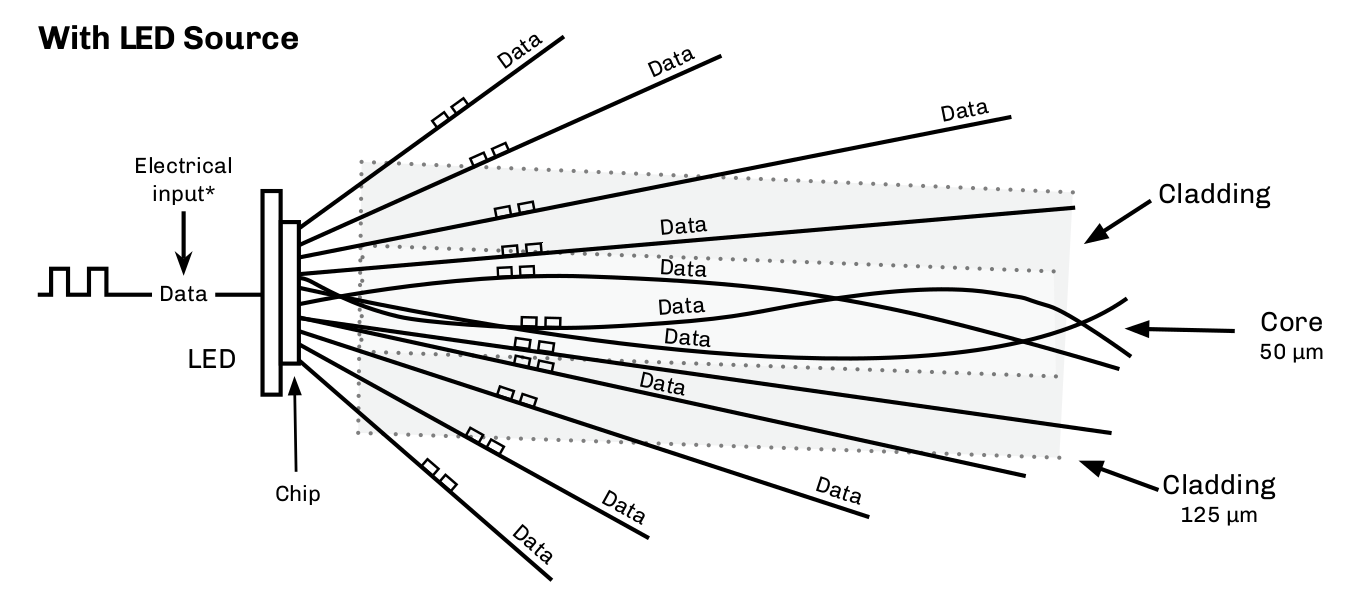 With LED Source
Data
Data
Data
Electrical
input*
Cladding
Data
Data
Data
Data
Core
50 µm
LED
Data
Data
Chip
Data
Data
Data
Cladding
125 µm